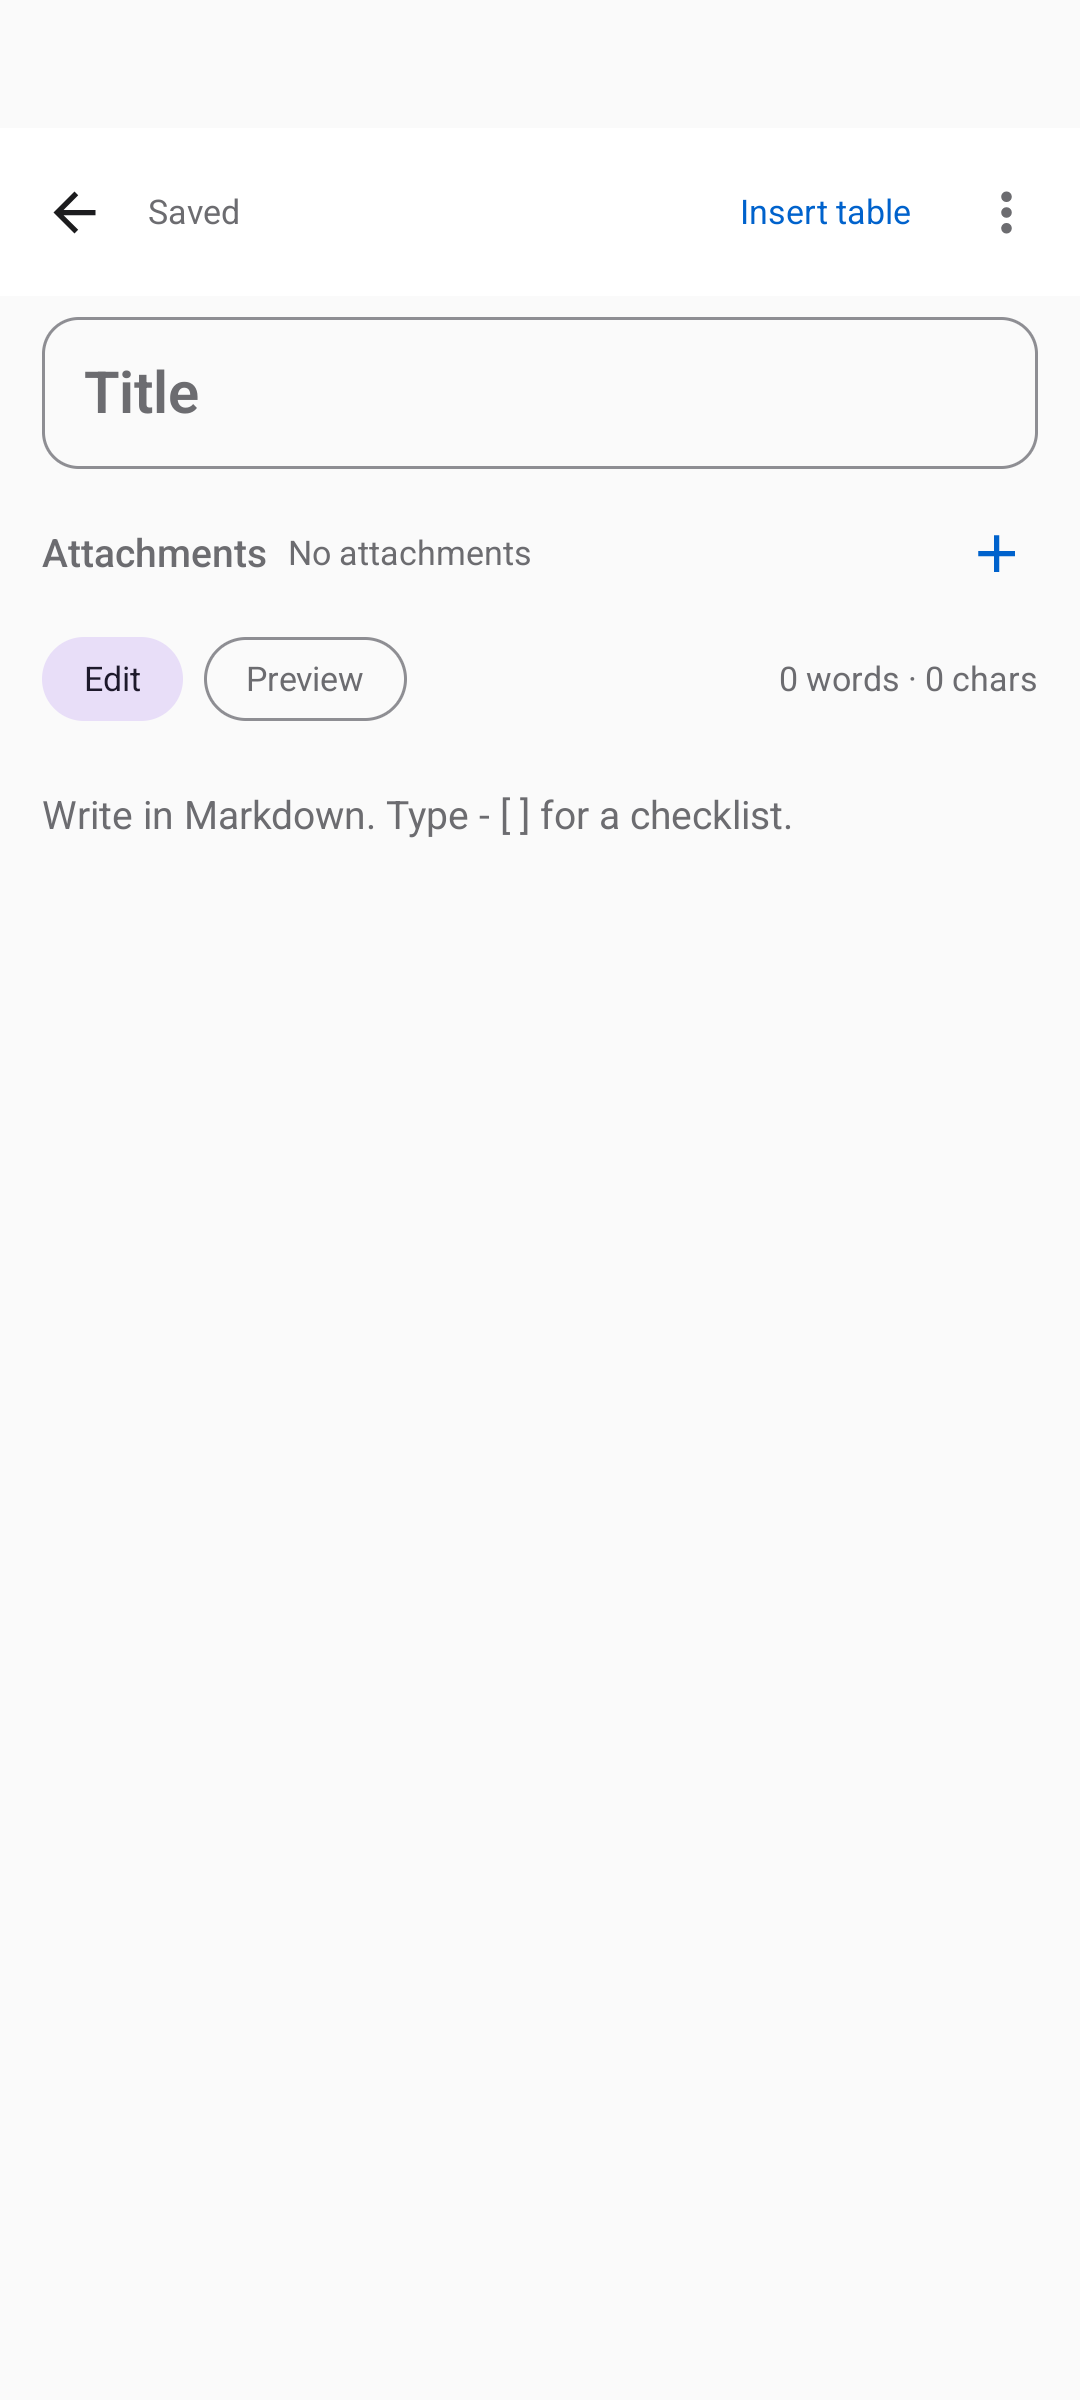 Saved Insert table
Title
Attachments No attachments
Edit Preview 0 words · 0 chars
Write in Markdown. Type - [ ] for a checklist.